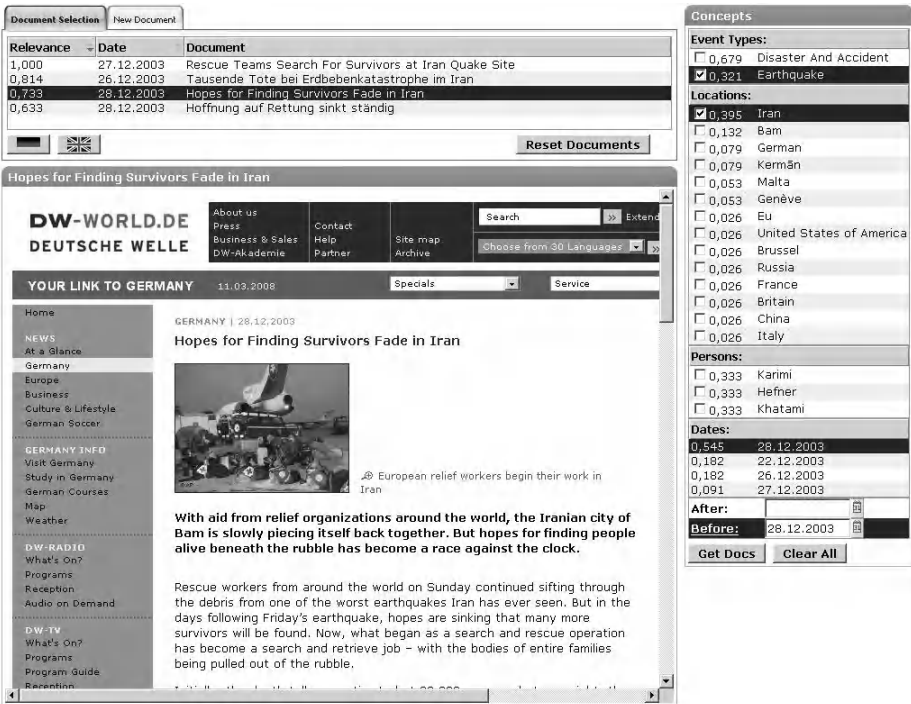 Document Selection New Document
Relevance Date Document
1,000 27.12.2003 Rescue Teams Search For Survivors at Iran Quake Site
0,814 26.12.2003 Tausende Tote bei Erdbebenkatastrophe im Iran
0,733 28.12.2003 Hopes for Finding Survivors Fade in Iran
0,633 28.12.2003 Hoffnung auf Rettung sinkt ständig
Reset Documents
Hopes for Finding Survivors Fade in Iran
DW-WORLD.DE
DEUTSCHE WELLE
About us
Press
Business & Sales
DW-Akademie
Contact
Help
Partner
Site map
Archive
Search » Extend
Choose from 30 Languages »
YOUR LINK TO GERMANY 11.03.2008 Specials Service
Home
NEWS
At a Glance
Germany
Europe
Business
Culture & Lifestyle
German Soccer
GERMANY INFO
Visit Germany
Study in Germany
German Courses
Map
Weather
DW-RADIO
What's On?
Programs
Reception
Audio on Demand
DW-TV
What's On?
Programs
Program Guide
Reception
GERMANY | 28.12.2003
Hopes for Finding Survivors Fade in Iran
European relief workers begin their work in
Iran
With aid from relief organizations around the world, the Iranian city of
Bam is slowly piecing itself back together. But hopes for finding people
alive beneath the rubble has become a race against the clock.
Rescue workers from around the world on Sunday continued sifting through
the debris from one of the worst earthquakes Iran has ever seen. But in the
days following Friday's earthquake, hopes are sinking that many more
survivors will be found. Now, what began as a search and rescue operation
has become a search and retrieve job – with the bodies of entire families
being pulled out of the rubble.
Concepts
Event Types:
0,679 Disaster And Accident
0,321 Earthquake
Locations:
0,395 Iran
0,132 Bam
0,079 German
0,079 Kermān
0,053 Malta
0,053 Genève
0,026 Eu
0,026 United States of America
0,026 Brussel
0,026 Russia
0,026 France
0,026 Britain
0,026 China
0,026 Italy
Persons:
0,333 Karimi
0,333 Hefner
0,333 Khatami
Dates:
0,545 28.12.2003
0,182 22.12.2003
0,182 26.12.2003
0,091 27.12.2003
After:
Before: 28.12.2003
Get Docs Clear All